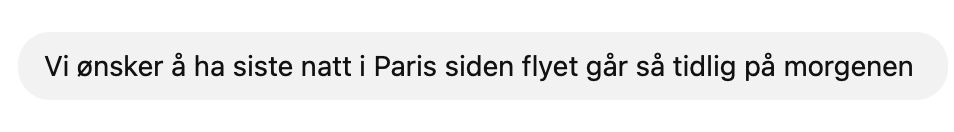 Vi ønsker å ha siste natt i Paris siden flyet går så tidlig på morgenen